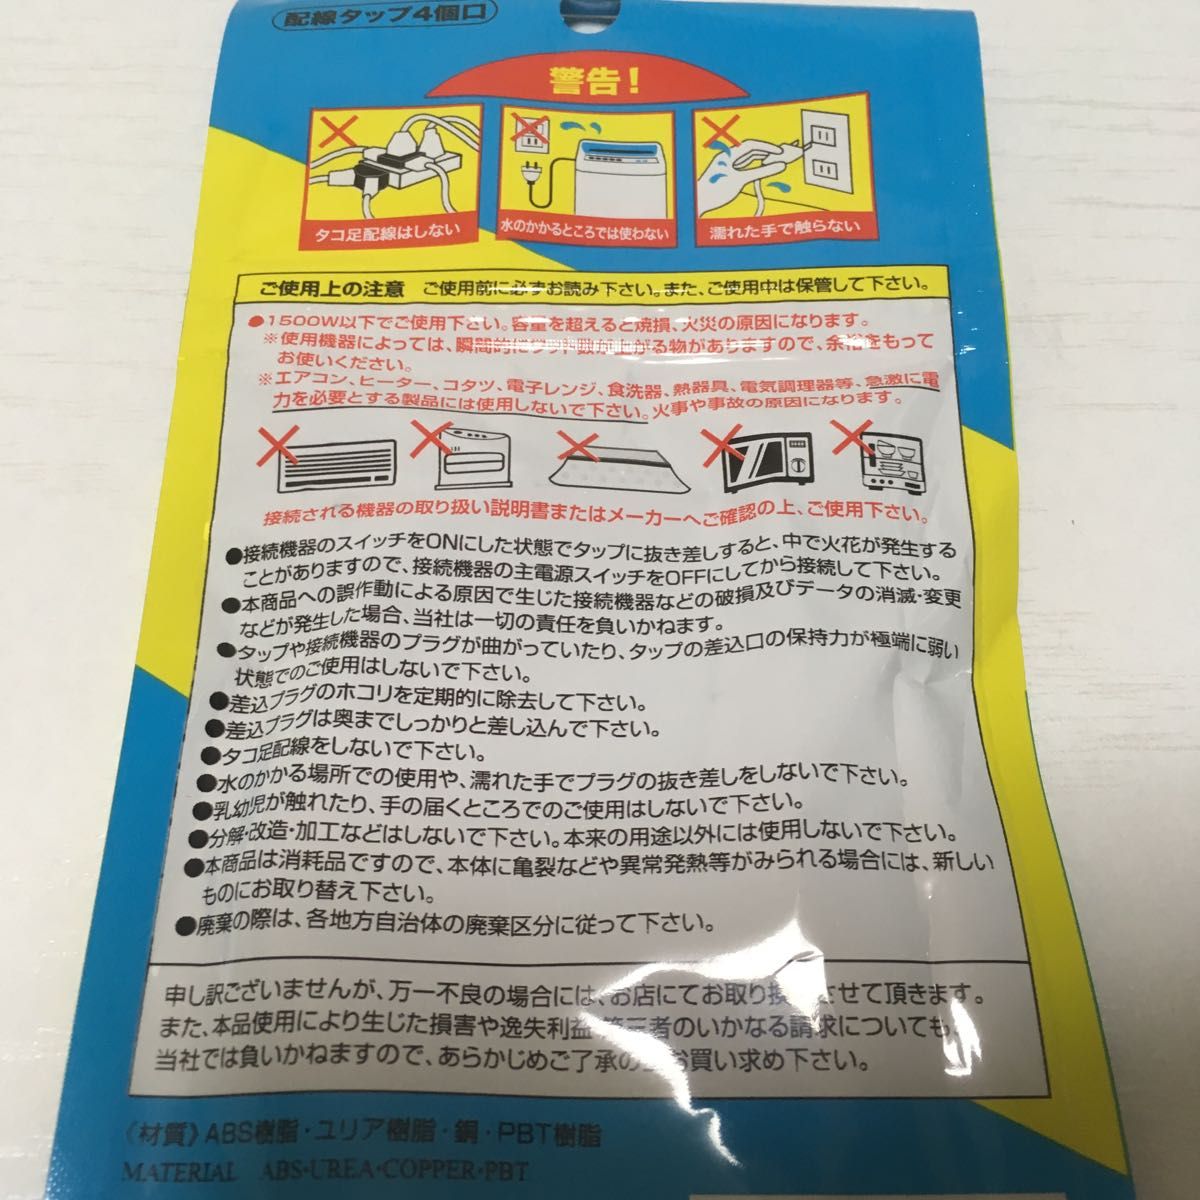 配線タップ4個口
警告!
タコ足配線はしない
水のかかるところでは使わない
濡れた手で触らない
ご使用上の注意 ご使用前に必ずお読み下さい。また、ご使用中は保管して下さい。
●1500W以下でご使用下さい。容量を超えると焼損、火災の原因になります。
※使用機器によっては、瞬間的にワット数が上がる物がありますので、余裕をもって
お使いください。
※エアコン、ヒーター、コタツ、電子レンジ、食洗器、熱器具、電気調理器等、急激に電
力を必要とする製品には使用しないで下さい。火事や事故の原因になります。
接続される機器の取り扱い説明書またはメーカーへご確認の上、ご使用下さい。
●接続機器のスイッチをONにした状態でタップに抜き差しすると、中で火花が発生する
ことがありますので、接続機器の主電源スイッチをOFFにしてから接続して下さい。
●本商品への誤作動による原因で生じた接続機器などの破損及びデータの消滅・変更
などが発生した場合、当社は一切の責任を負いかねます。
●タップや接続機器のプラグが曲がっていたり、タップの差込口の保持力が極端に弱い
状態でのご使用はしないで下さい。
●差込プラグのホコリを定期的に除去して下さい。
●差込プラグは奥までしっかりと差し込んで下さい。
●タコ足配線をしないで下さい。
●水のかかる場所での使用や、濡れた手でプラグの抜き差しをしないで下さい。
●乳幼児が触れたり、手の届くところでのご使用はしないで下さい。
●分解・改造・加工などはしないで下さい。本来の用途以外には使用しないで下さい。
●本商品は消耗品ですので、本体に亀裂などや異常発熱等がみられる場合には、新しい
ものにお取り替え下さい。
●廃棄の際は、各地方自治体の廃棄区分に従って下さい。
申し訳ございませんが、万一不良の場合には、お店にてお取り換えさせて頂きます。
また、本品使用により生じた損害や逸失利益 第三者のいかなる請求についても、
当社では負いかねますので、あらかじめご了承の お買い求め下さい。
《材質》ABS樹脂・ユリア樹脂・銅・PBT樹脂
MATERIAL ABS・UREA・COPPER・PBT